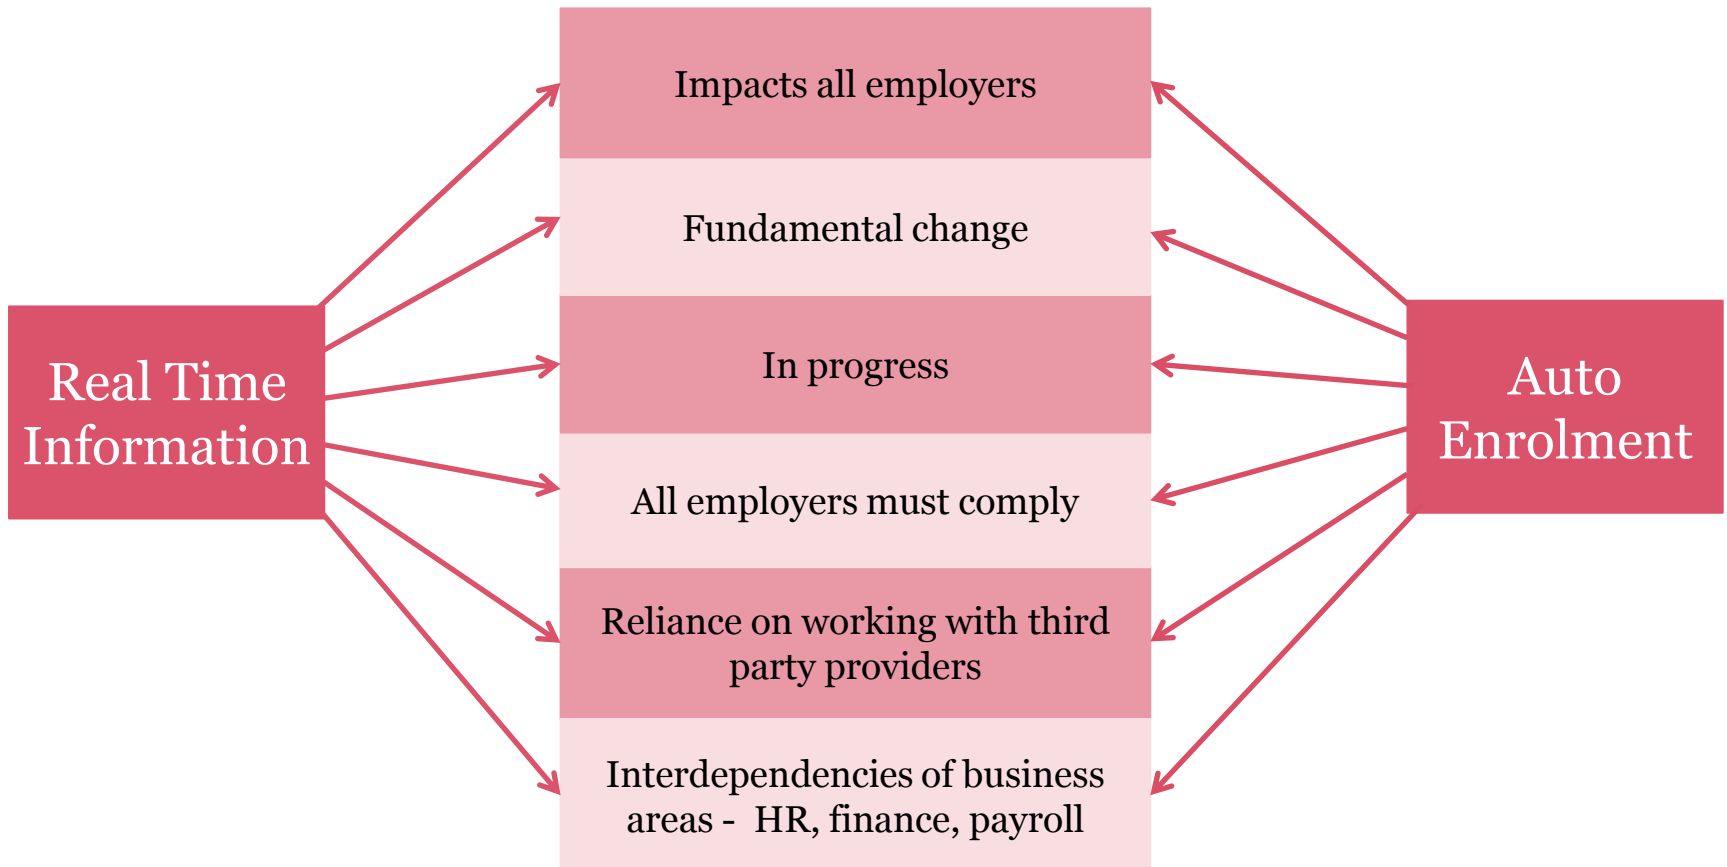 Real Time
Information
Impacts all employers
Fundamental change
In progress
All employers must comply
Reliance on working with third
party providers
Interdependencies of business
areas -  HR, finance, payroll
Auto
Enrolment